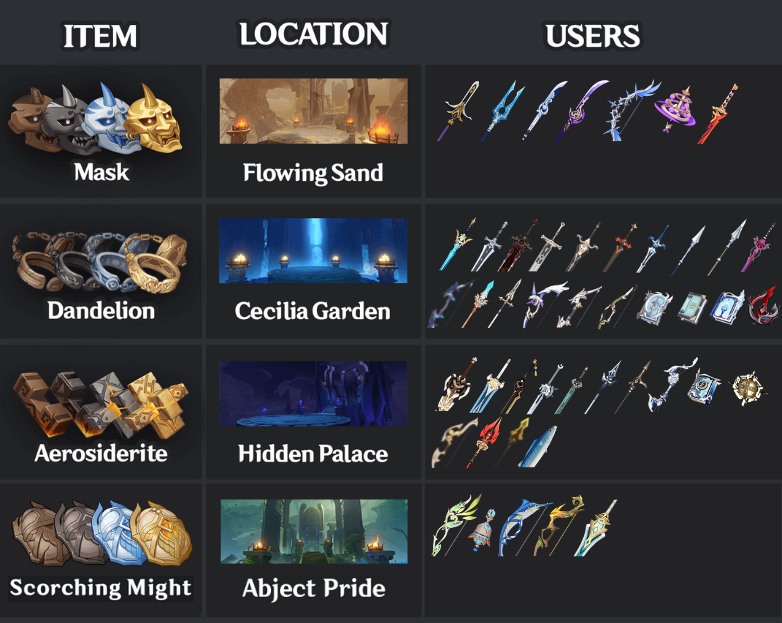 ITEM LOCATION USERS
Mask Flowing Sand
Dandelion Cecilia Garden
Aerosiderite Hidden Palace
Scorching Might Abject Pride